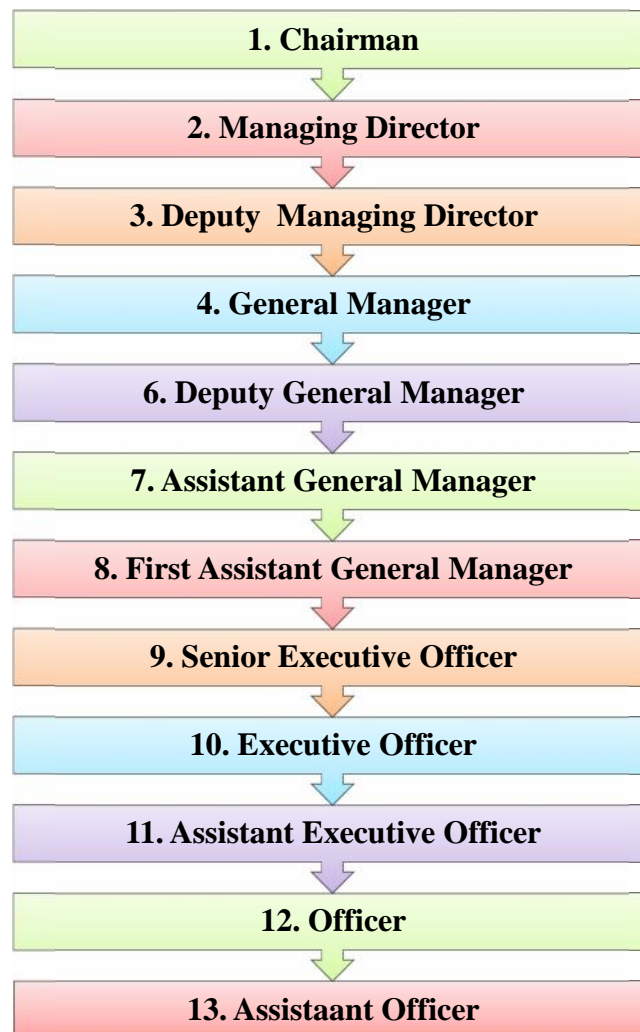 1. Chairman
2. Managing Director
3. Deputy  Managing Director
4. General Manager
6. Deputy General Manager
7. Assistant General Manager
8. First Assistant General Manager
9. Senior Executive Officer
10. Executive Officer
11. Assistant Executive Officer
12. Officer
13. Assistaant Officer